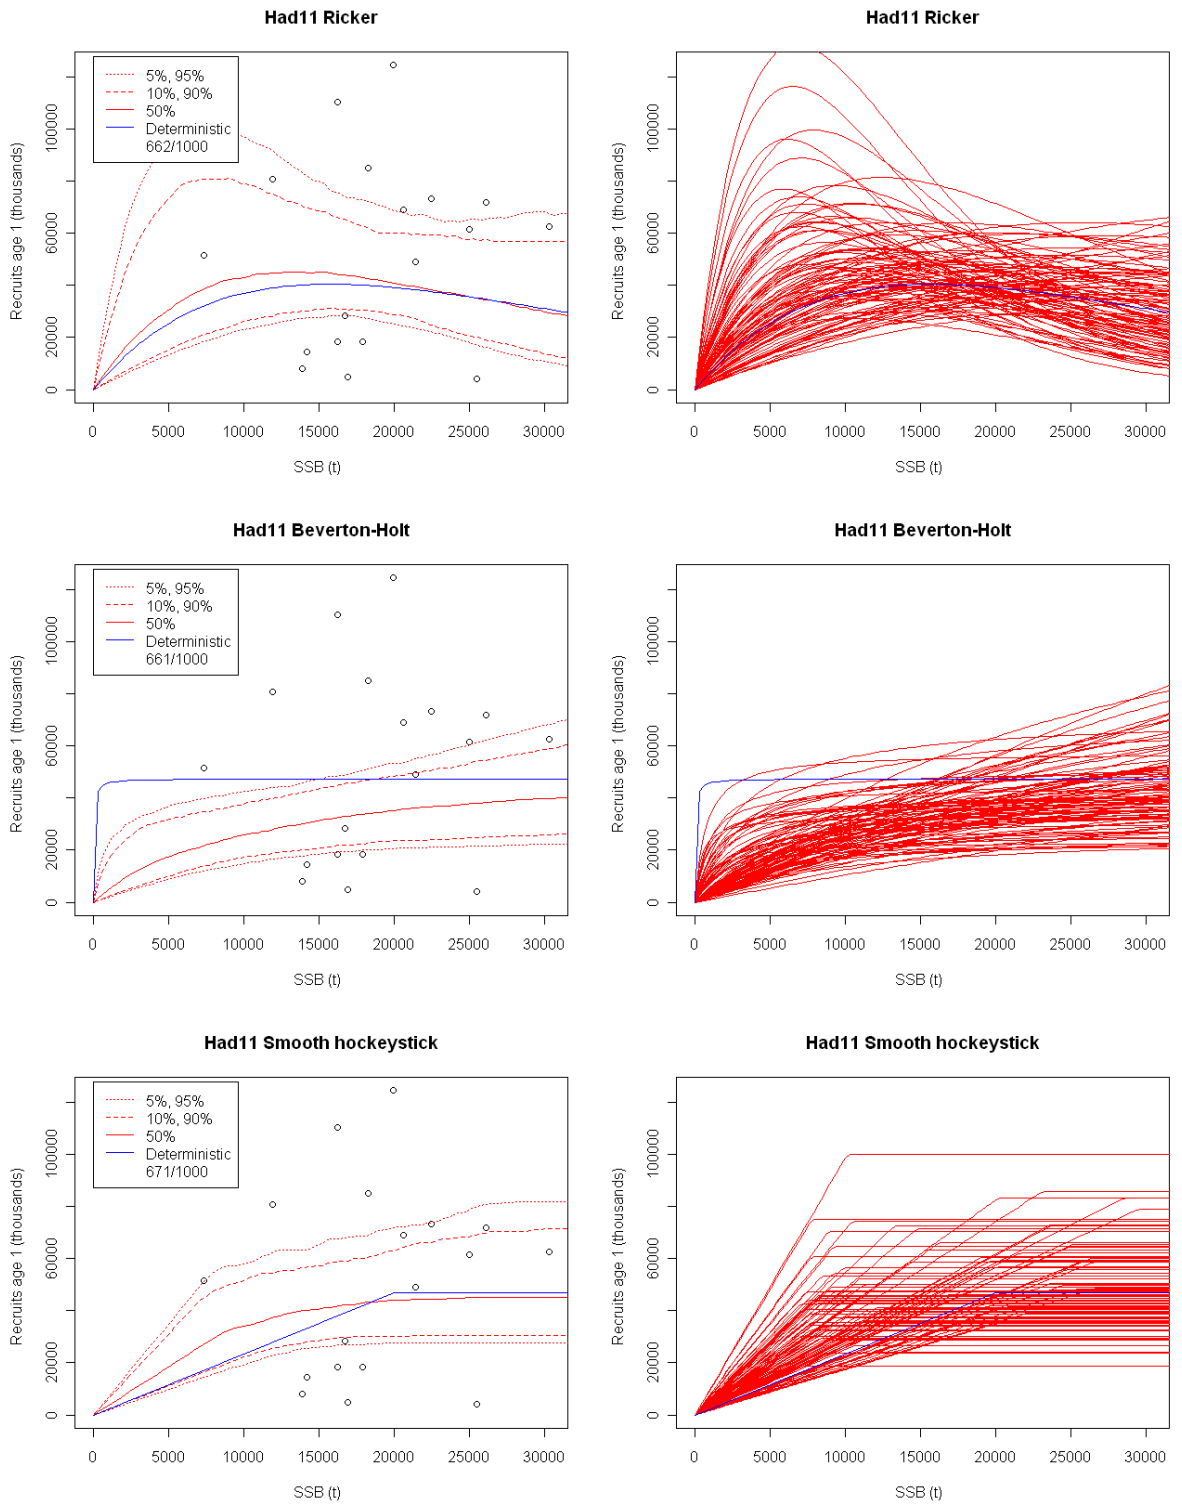 Had11 Ricker
Recruits age 1 (thousands)
0 20000 60000 100000
5%, 95%
10%, 90%
50%
Deterministic
662/1000
0 5000 10000 15000 20000 25000 30000
SSB (t)
Had11 Ricker
Recruits age 1 (thousands)
0 20000 60000 100000
0 5000 10000 15000 20000 25000 30000
SSB (t)
Had11 Beverton-Holt
Recruits age 1 (thousands)
0 20000 60000 100000
5%, 95%
10%, 90%
50%
Deterministic
661/1000
0 5000 10000 15000 20000 25000 30000
SSB (t)
Had11 Beverton-Holt
Recruits age 1 (thousands)
0 20000 60000 100000
0 5000 10000 15000 20000 25000 30000
SSB (t)
Had11 Smooth hockeystick
Recruits age 1 (thousands)
0 20000 60000 100000
5%, 95%
10%, 90%
50%
Deterministic
671/1000
0 5000 10000 15000 20000 25000 30000
SSB (t)
Had11 Smooth hockeystick
Recruits age 1 (thousands)
0 20000 60000 100000
0 5000 10000 15000 20000 25000 30000
SSB (t)